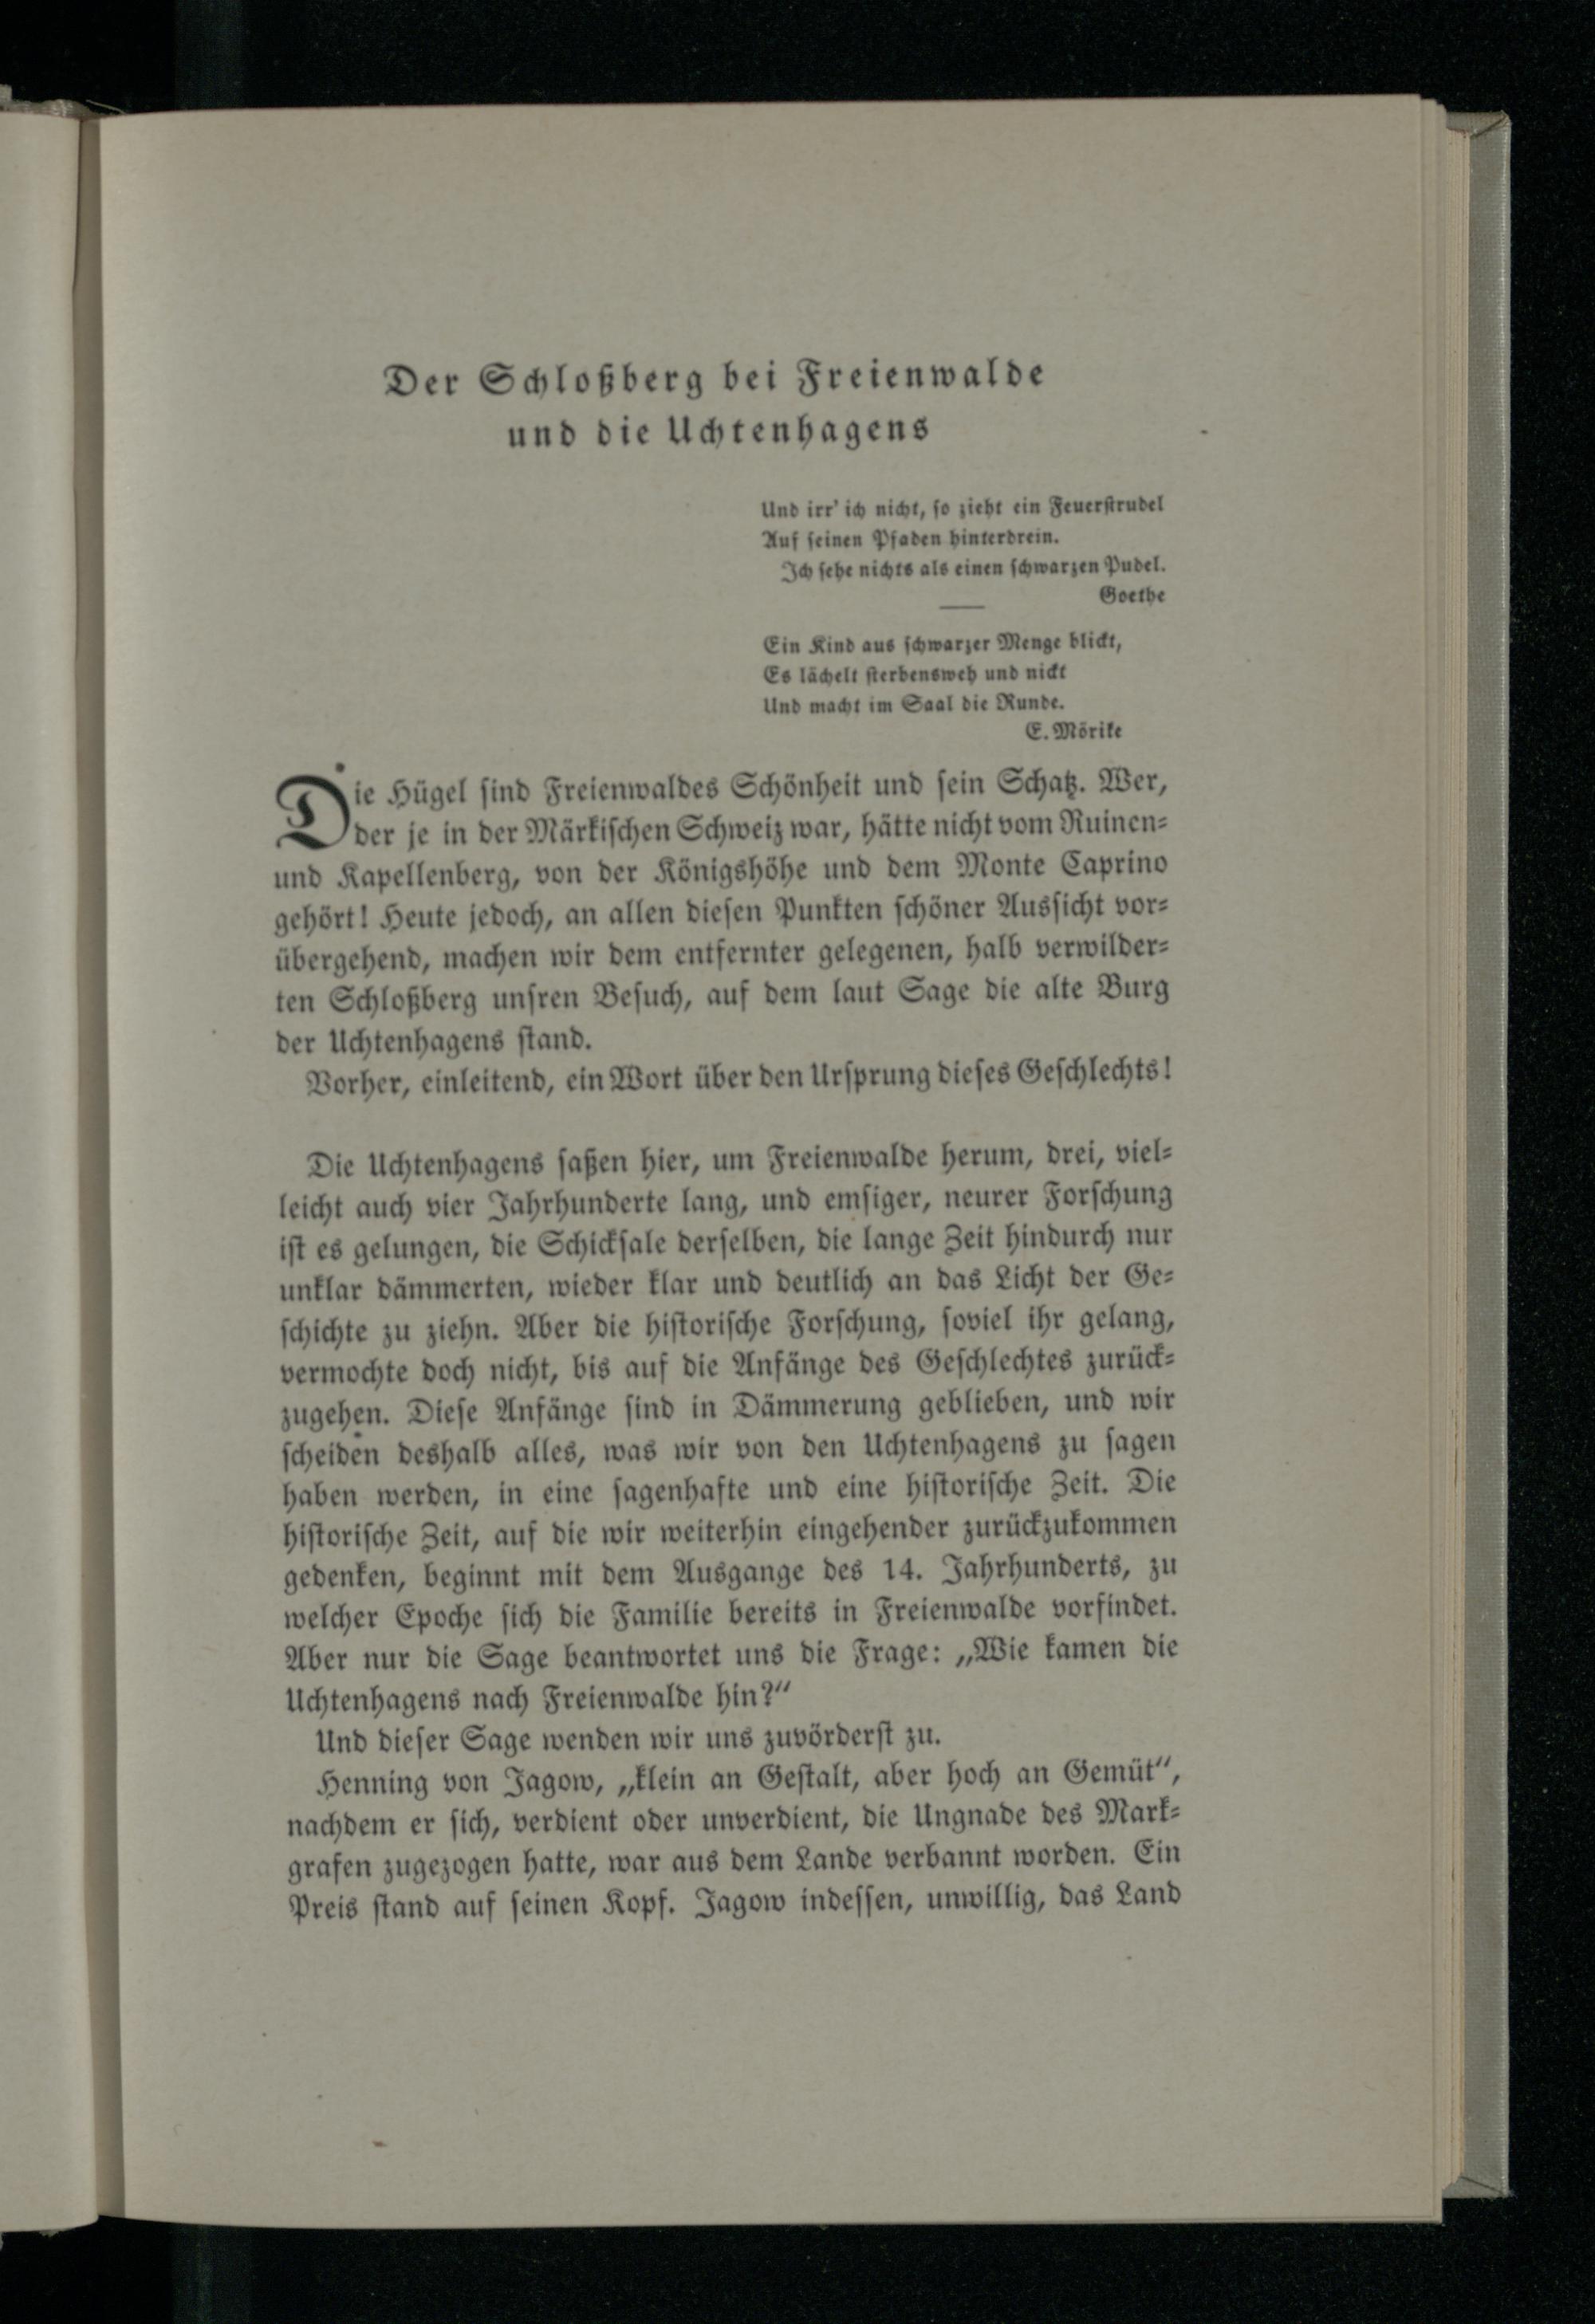 Der Schloßberg bei Freienwalde
und die Uchtenhagens
Und irr' ich nicht, so zieht ein Feuerstrudel
Auf seinen Pfaden hinterdrein.
Ich sehe nichts als einen schwarzen Pudel.
Goethe
Ein Kind aus schwarzer Menge blickt,
Es lächelt sterbensweh und nickt
Und macht im Saal die Runde.
E. Mörike
Die Hügel sind Freienwaldes Schönheit und sein Schatz. Wer,
der je in der Märkischen Schweiz war, hätte nicht vom Ruinen-
und Kapellenberg, von der Königshöhe und dem Monte Caprino
gehört! Heute jedoch, an allen diesen Punkten schöner Aussicht vor-
übergehend, machen wir dem entfernter gelegenen, halb verwilder-
ten Schloßberg unsren Besuch, auf dem laut Sage die alte Burg
der Uchtenhagens stand.
Vorher, einleitend, ein Wort über den Ursprung dieses Geschlechts!
Die Uchtenhagens saßen hier, um Freienwalde herum, drei, viel-
leicht auch vier Jahrhunderte lang, und emsiger, neurer Forschung
ist es gelungen, die Schicksale derselben, die lange Zeit hindurch nur
unklar dämmerten, wieder klar und deutlich an das Licht der Ge-
schichte zu ziehn. Aber die historische Forschung, soviel ihr gelang,
vermochte doch nicht, bis auf die Anfänge des Geschlechtes zurück-
zugehen. Diese Anfänge sind in Dämmerung geblieben, und wir
scheiden deshalb alles, was wir von den Uchtenhagens zu sagen
haben werden, in eine sagenhafte und eine historische Zeit. Die
historische Zeit, auf die wir weiterhin eingehender zurückzukommen
gedenken, beginnt mit dem Ausgange des 14. Jahrhunderts, zu
welcher Epoche sich die Familie bereits in Freienwalde vorfindet.
Aber nur die Sage beantwortet uns die Frage: „Wie kamen die
Uchtenhagens nach Freienwalde hin?“
Und dieser Sage wenden wir uns zuvörderst zu.
Henning von Jagow, „klein an Gestalt, aber hoch an Gemüt“,
nachdem er sich, verdient oder unverdient, die Ungnade des Mark-
grafen zugezogen hatte, war aus dem Lande verbannt worden. Ein
Preis stand auf seinen Kopf. Jagow indessen, unwillig, das Land